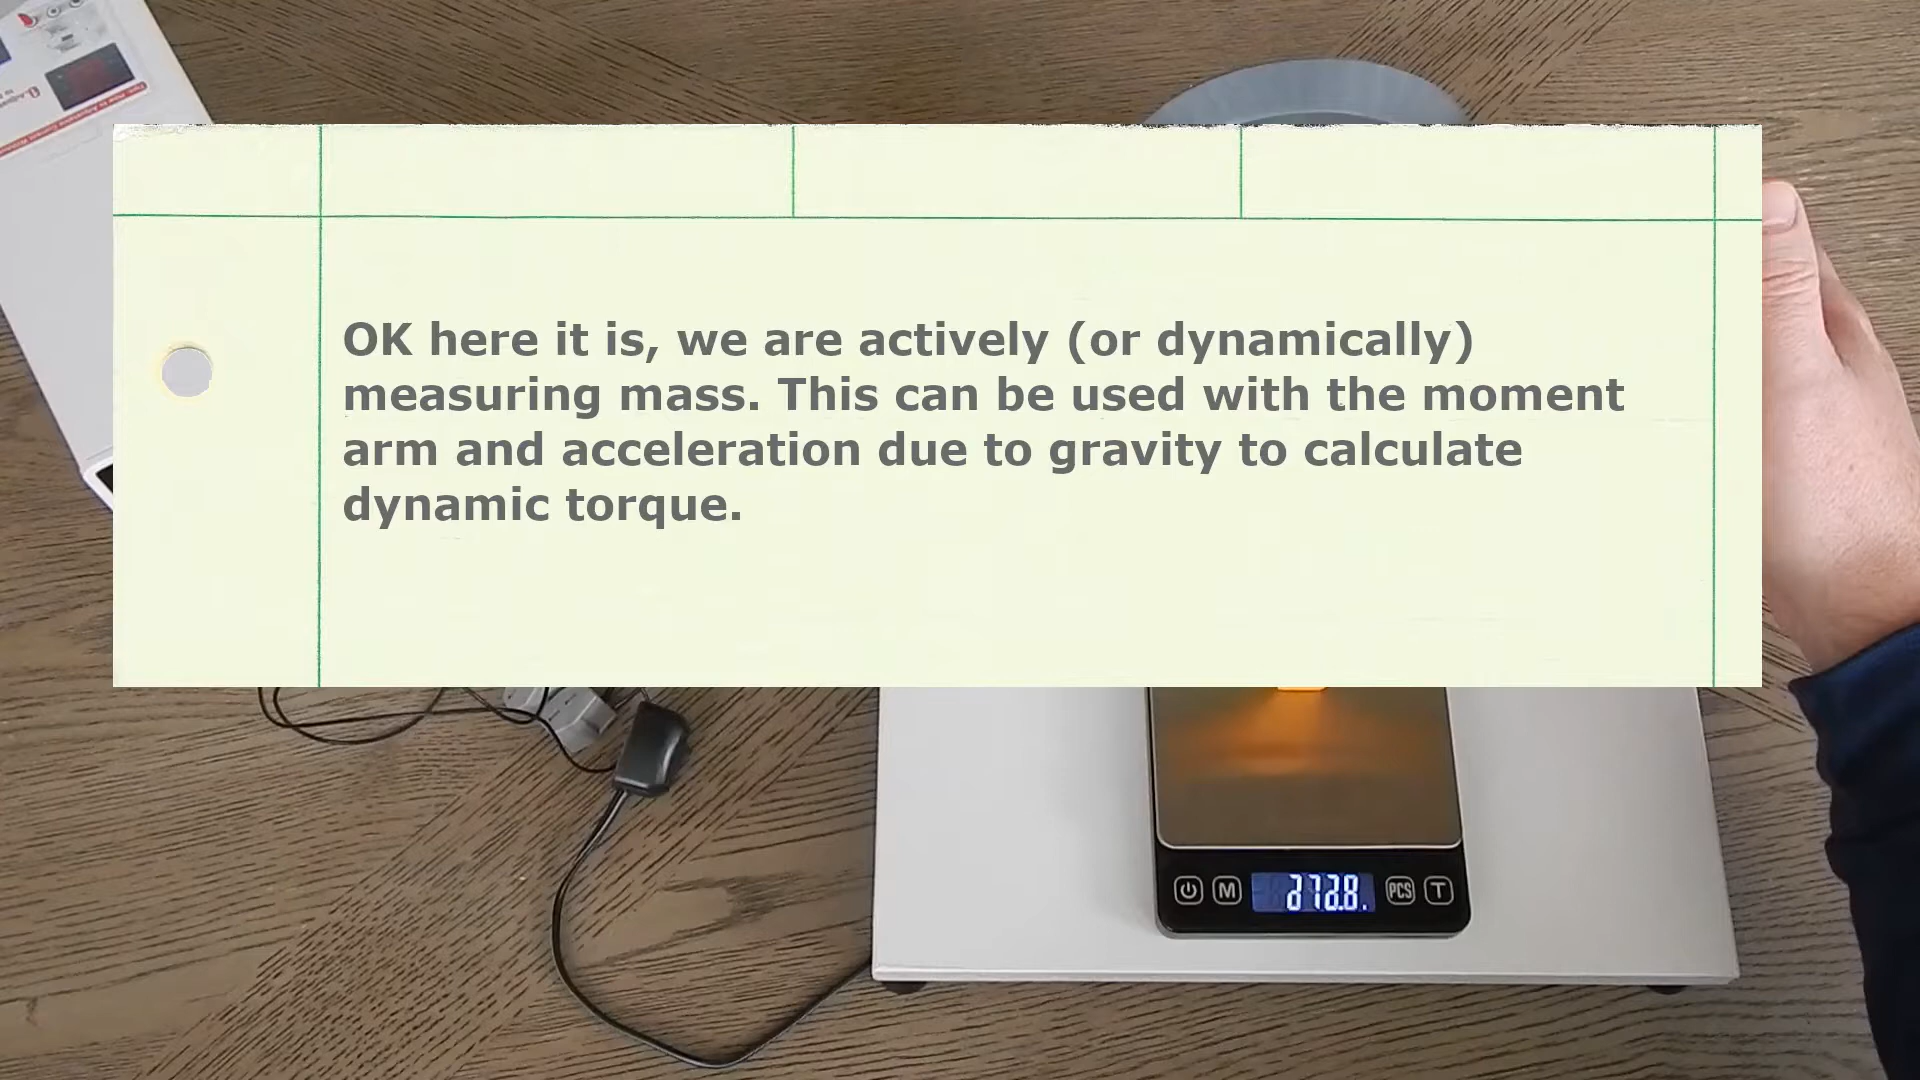 OK here it is, we are actively (or dynamically)
measuring mass. This can be used with the moment
arm and acceleration due to gravity to calculate
dynamic torque.
M
PCS T